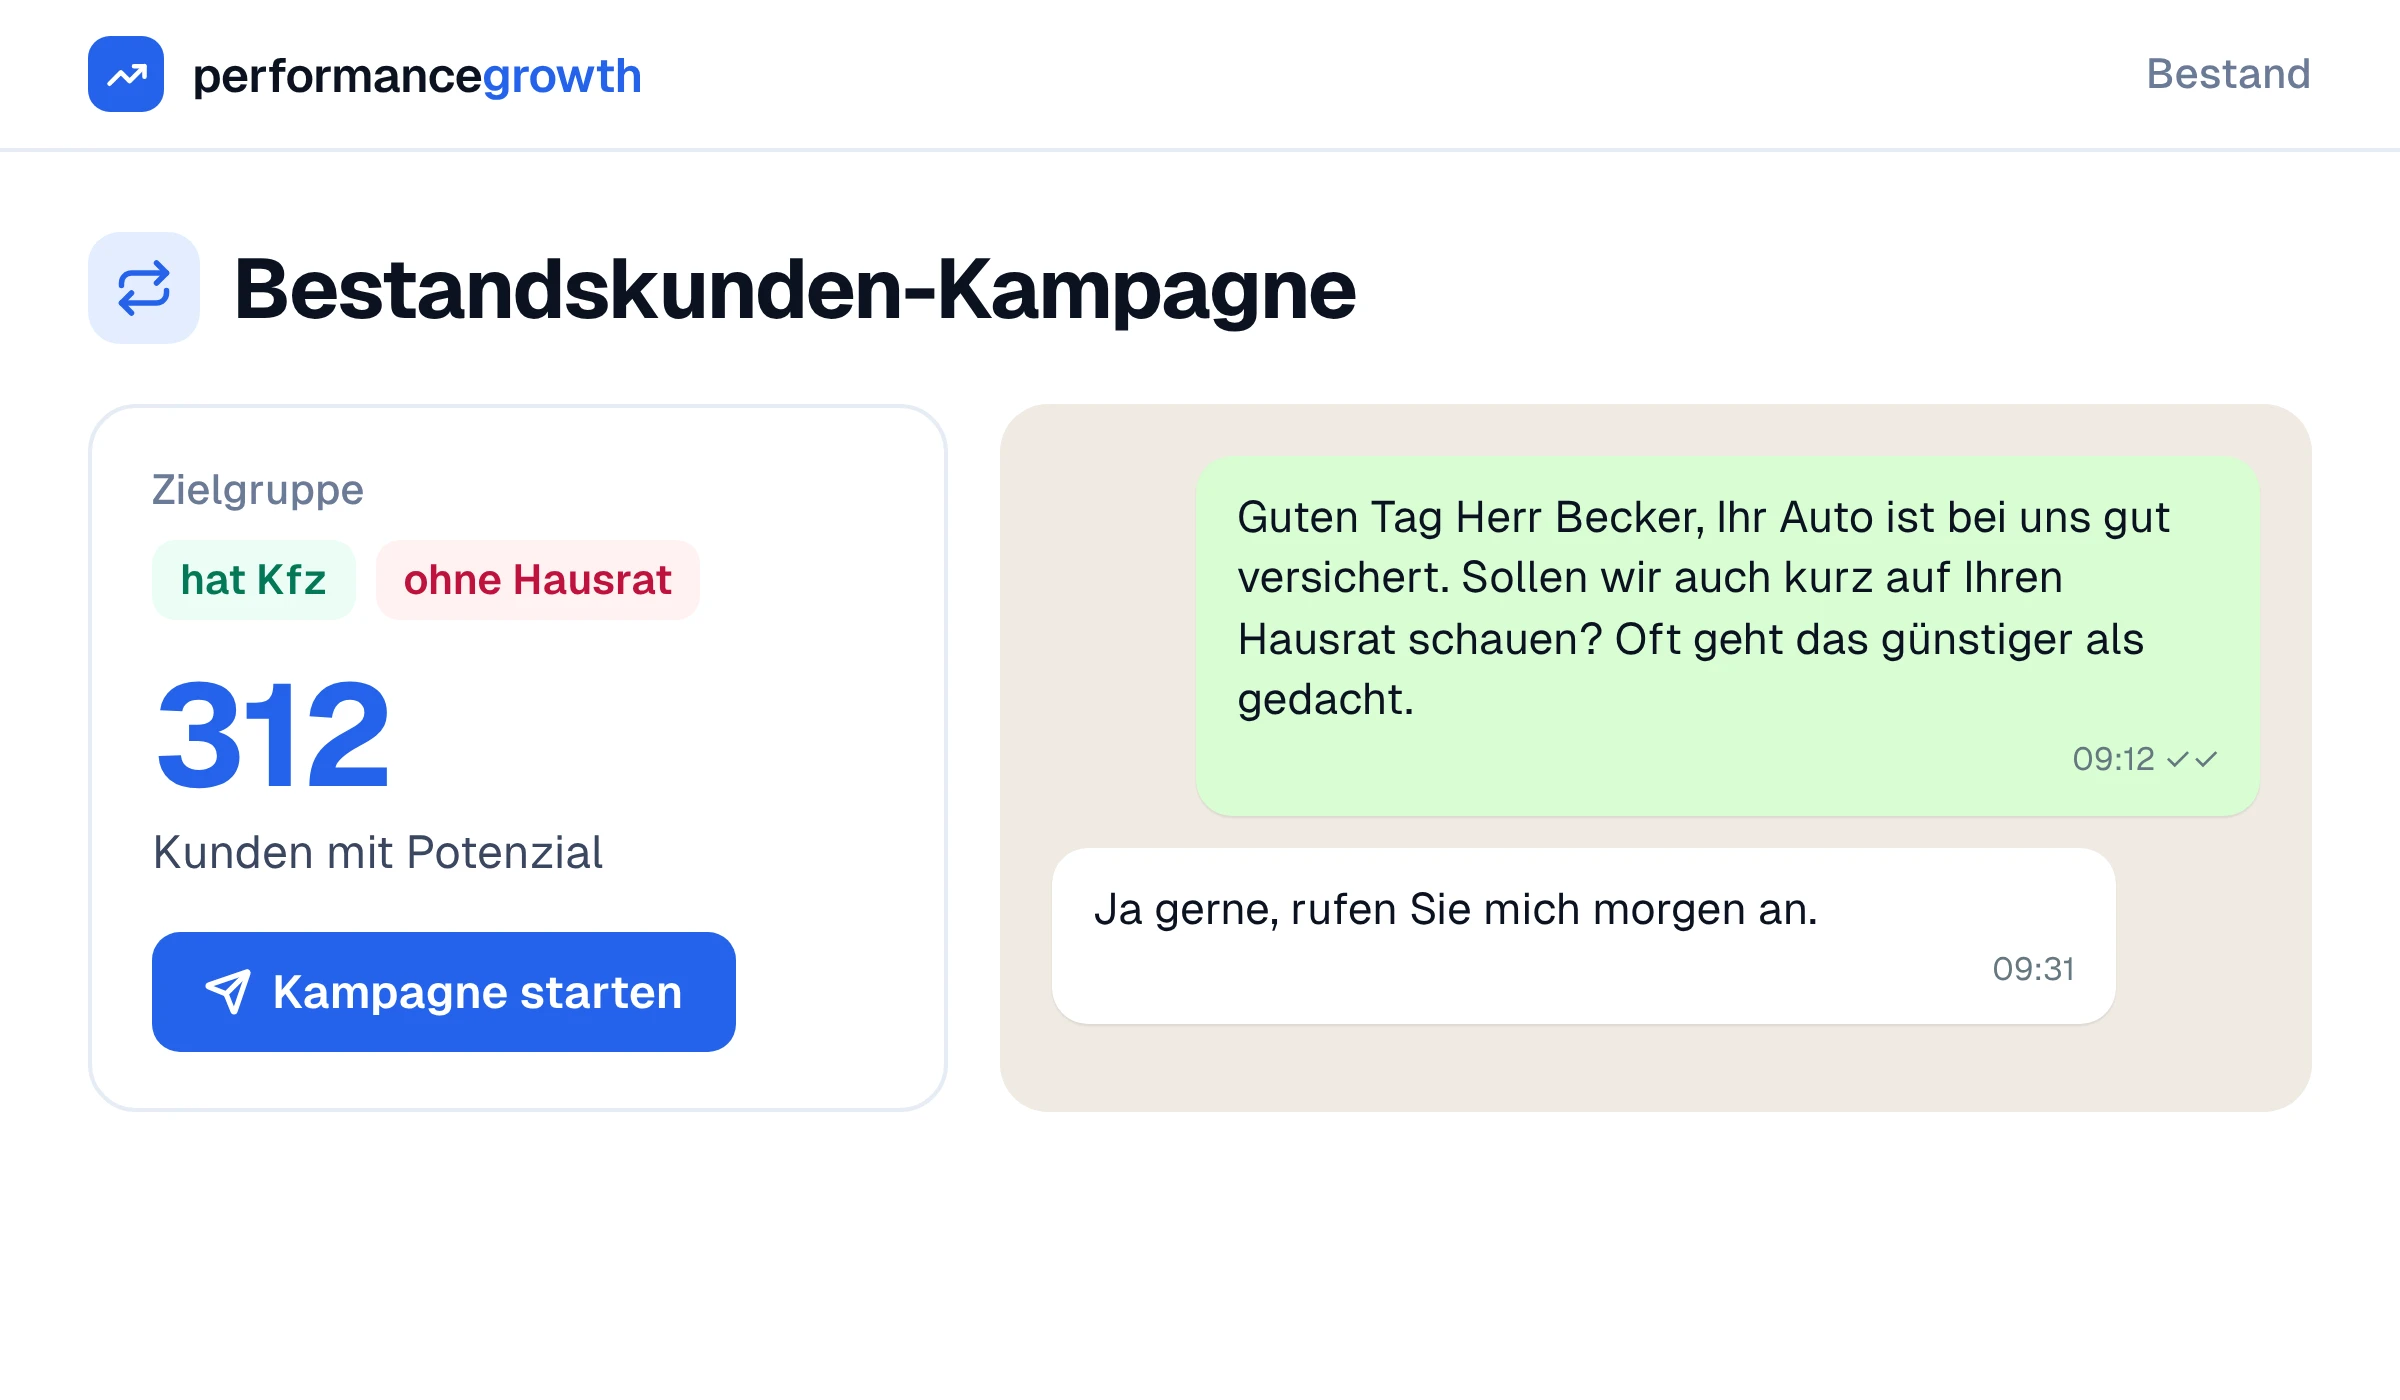 performancegrowth
Bestand
Bestandskunden-Kampagne
Zielgruppe
hat Kfz
ohne Hausrat
312
Kunden mit Potenzial
Kampagne starten
Guten Tag Herr Becker, Ihr Auto ist bei uns gut
versichert. Sollen wir auch kurz auf Ihren
Hausrat schauen? Oft geht das günstiger als
gedacht.
09:12 ✓✓
Ja gerne, rufen Sie mich morgen an.
09:31